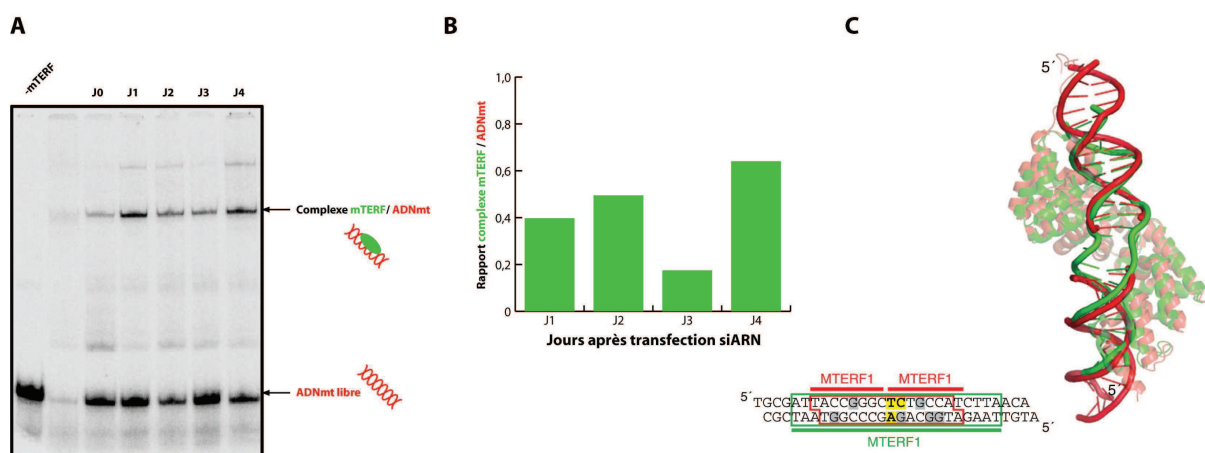 A
-mTERF
J0 J1 J2 J3 J4
Complexe mTERF/ ADNmt
ADNmt libre
B
Rapport complexe mTERF / ADNmt
1,0
0,8
0,6
0,4
0,2
0
J1 J2 J3 J4
Jours après transfection siARN
C
5´
5´
MTERF1 MTERF1
5´ TGCGATTACCGGGCTCTGCCATCTTAACA
CGCTAATGGCCCGAGACGGTAGAATTGTA 5´
MTERF1